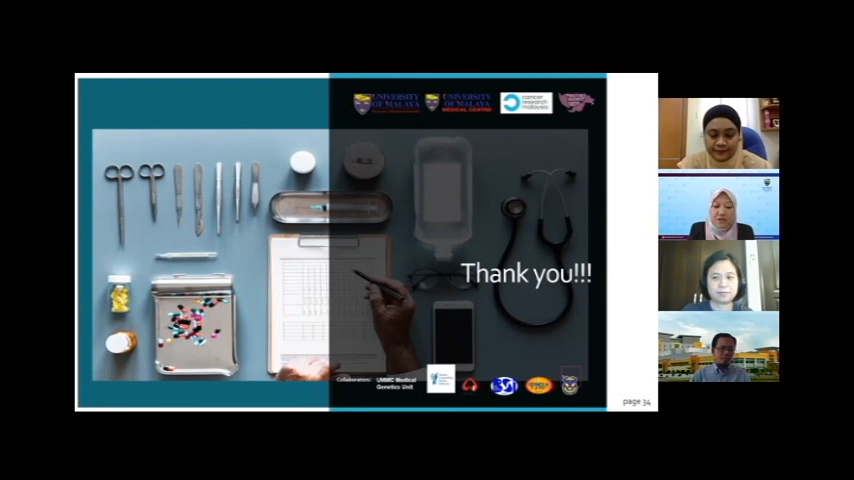 UNIVERSITY
OF MALAYA
UNIVERSITY
OF MALAYA
MEDICAL CENTRE
cancer
research
malaysia
Thank you!!!
Collaborators:
UMMC Medical
Genetics Unit
page 34